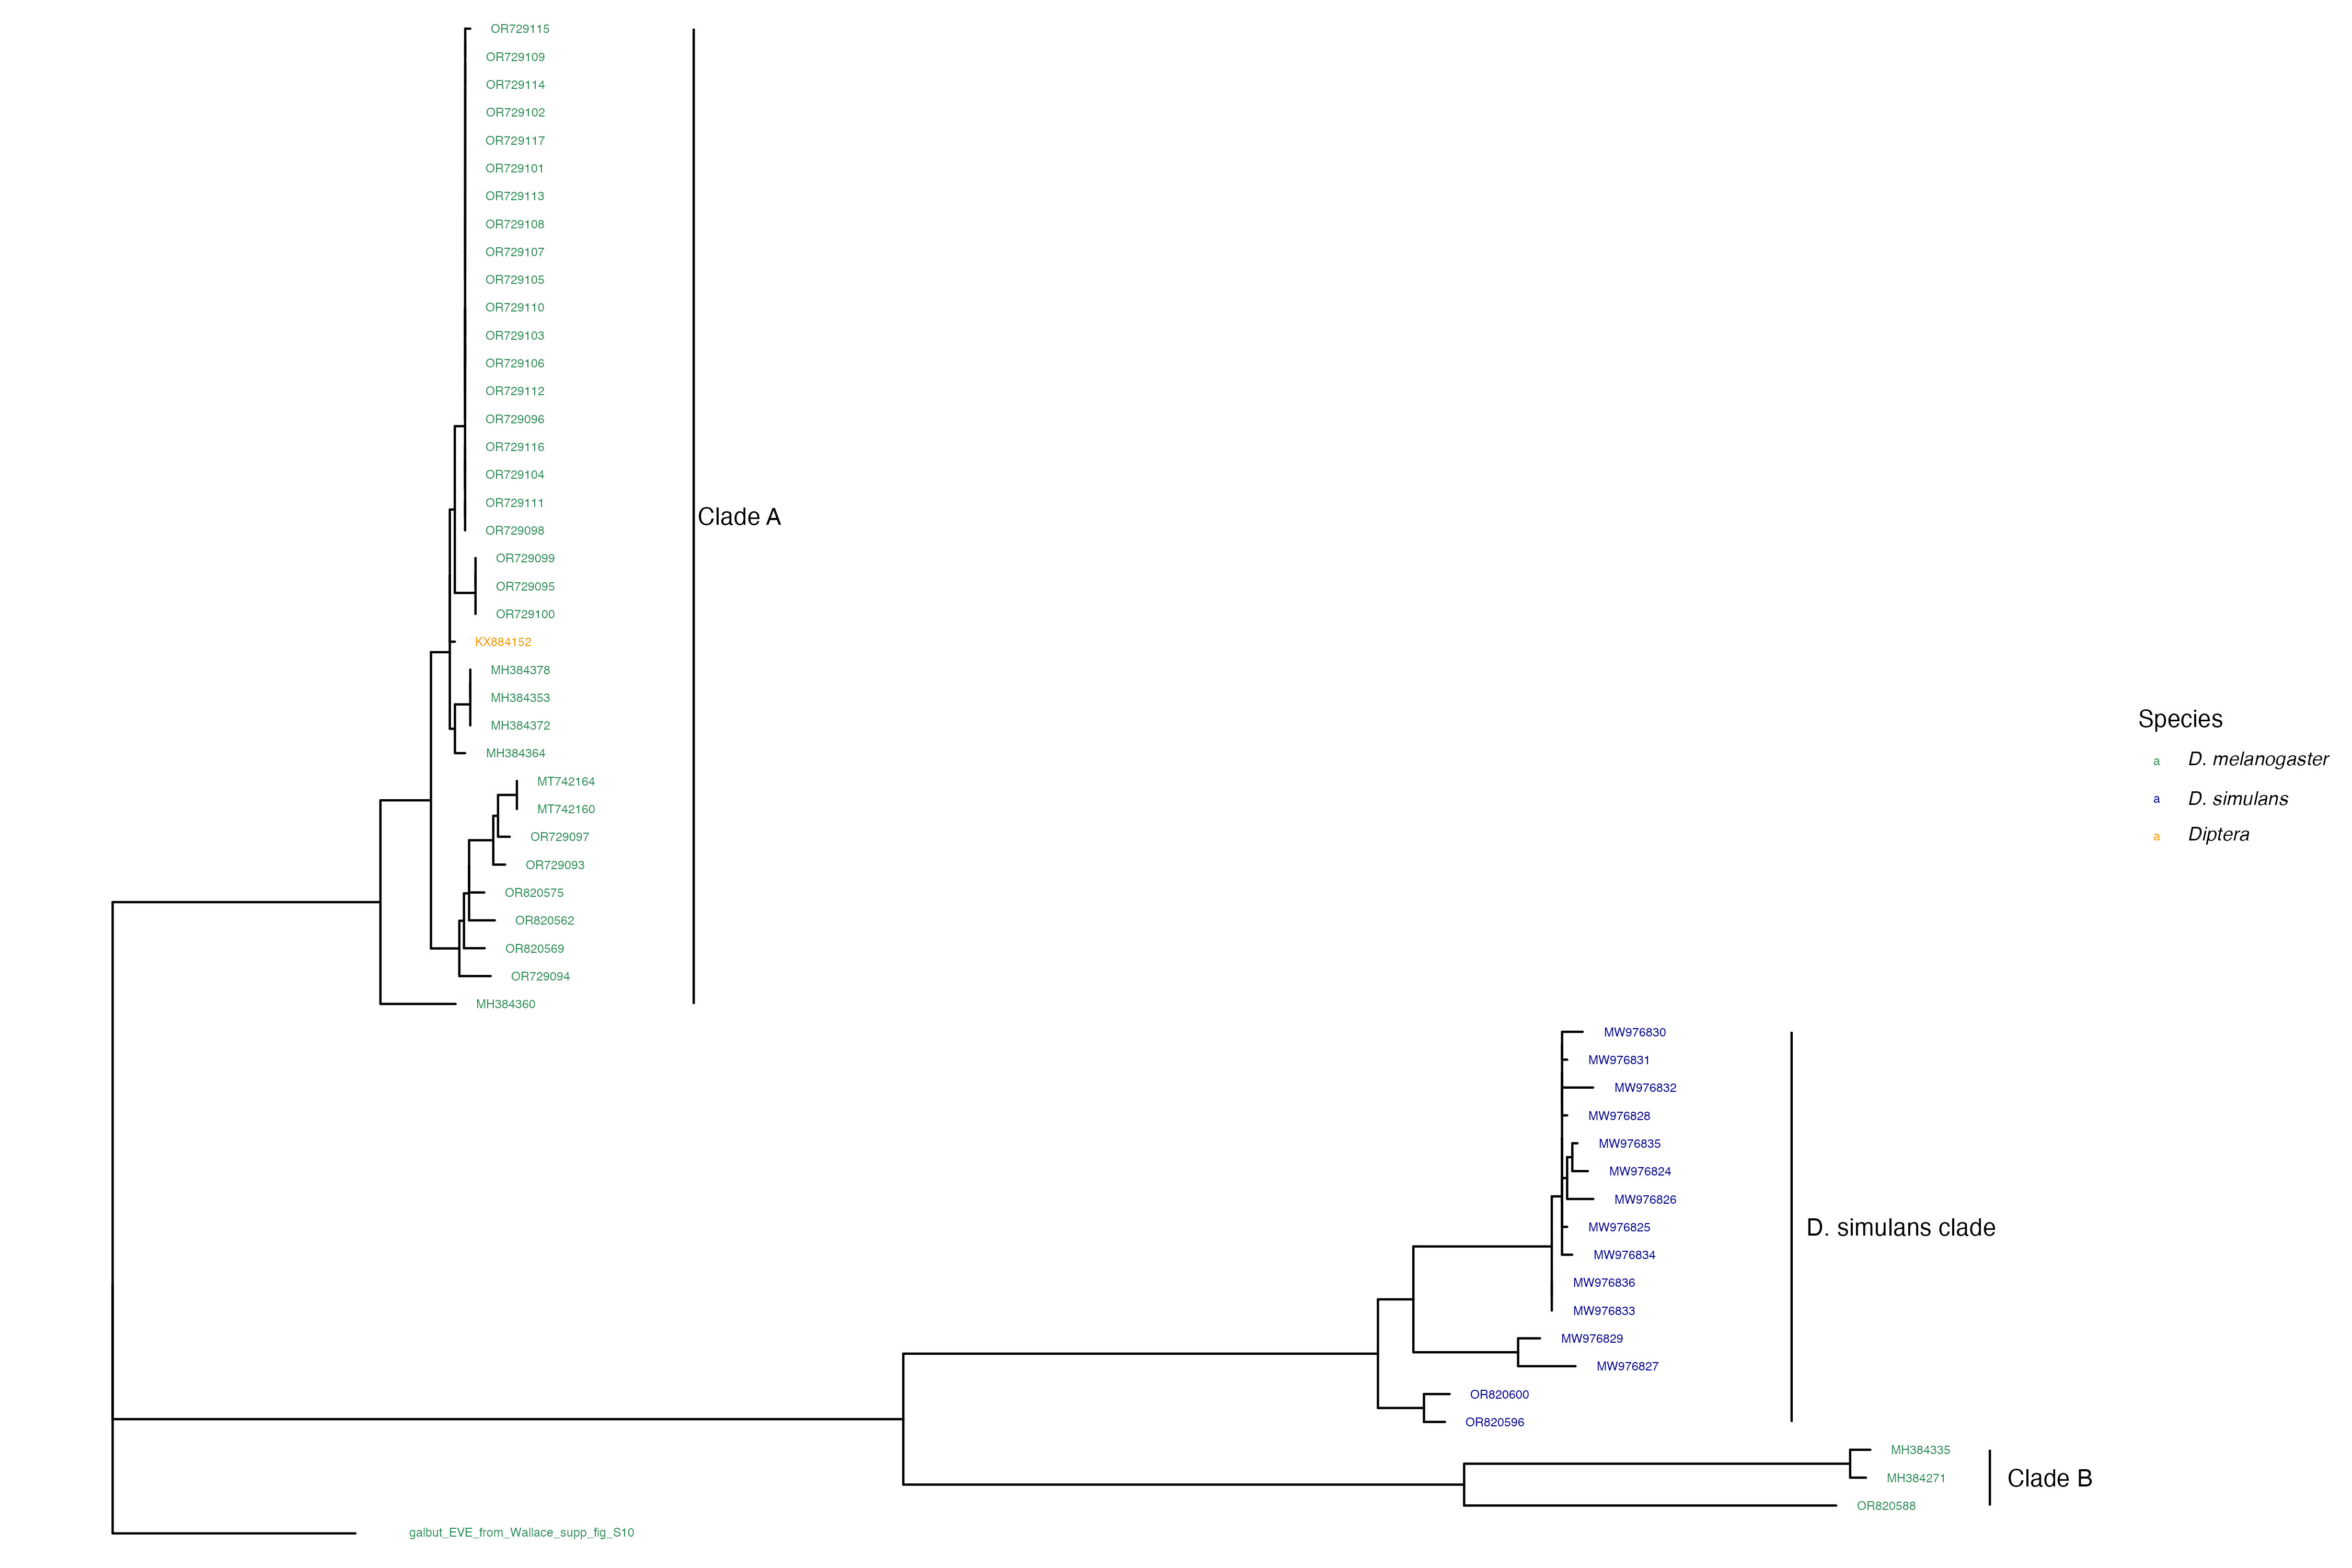 OR729115
OR729109
OR729114
OR729102
OR729117
OR729101
OR729113
OR729108
OR729107
OR729105
OR729110
OR729103
OR729106
OR729112
OR729096
OR729116
OR729104
OR729111
OR729098
OR729099
OR729095
OR729100
KX884152
MH384378
MH384353
MH384372
MH384364
MT742164
MT742160
OR729097
OR729093
OR820575
OR820562
OR820569
OR729094
MH384360
Clade A
MW976830
MW976831
MW976832
MW976828
MW976835
MW976824
MW976826
MW976825
MW976834
MW976836
MW976833
MW976829
MW976827
OR820600
OR820596
D. simulans clade
MH384335
MH384271
OR820588
Clade B
galbut_EVE_from_Wallace_supp_fig_S10
Species
a D. melanogaster
a D. simulans
a Diptera